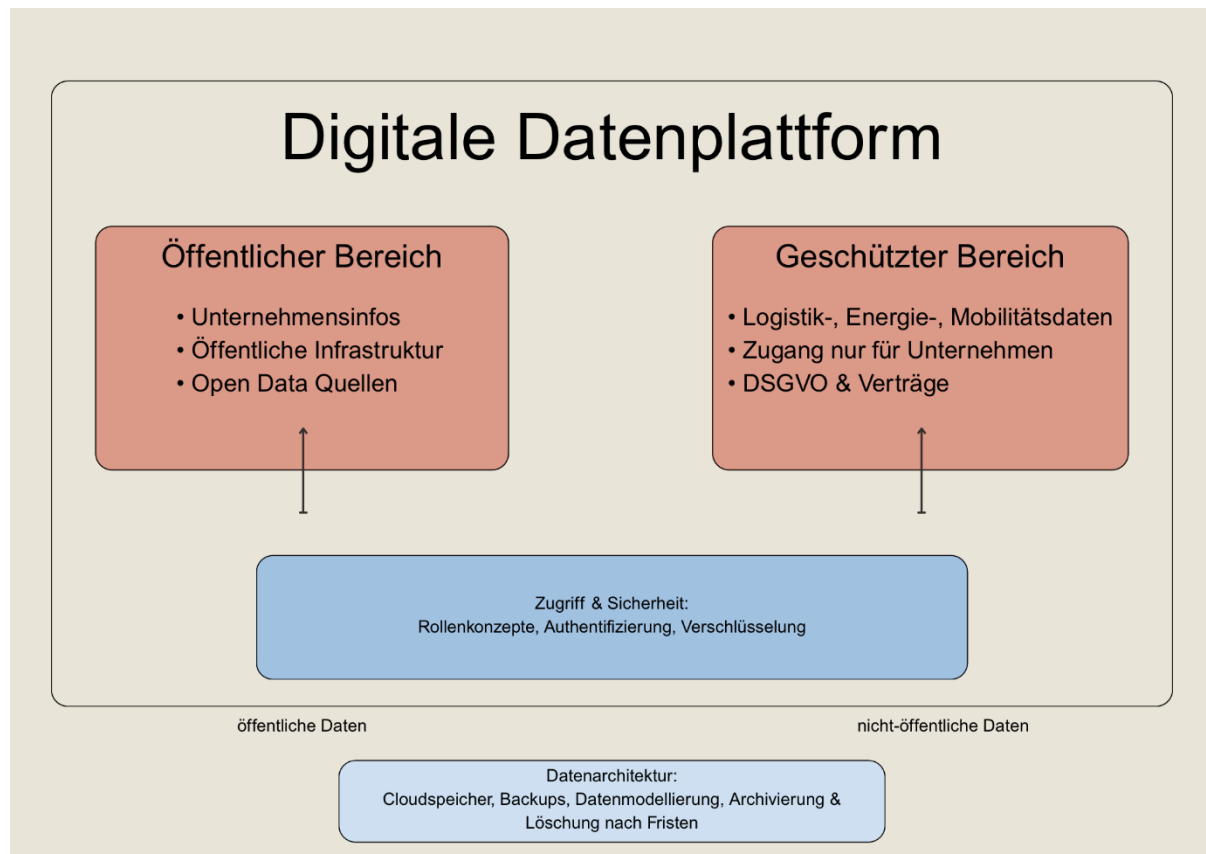 Digitale Datenplattform
Öffentlicher Bereich
• Unternehmensinfos
• Öffentliche Infrastruktur
• Open Data Quellen
Geschützter Bereich
• Logistik-, Energie-, Mobilitätsdaten
• Zugang nur für Unternehmen
• DSGVO & Verträge
Zugriff & Sicherheit:
Rollenkonzepte, Authentifizierung, Verschlüsselung
öffentliche Daten
nicht-öffentliche Daten
Datenarchitektur:
Cloudspeicher, Backups, Datenmodellierung, Archivierung &
Löschung nach Fristen